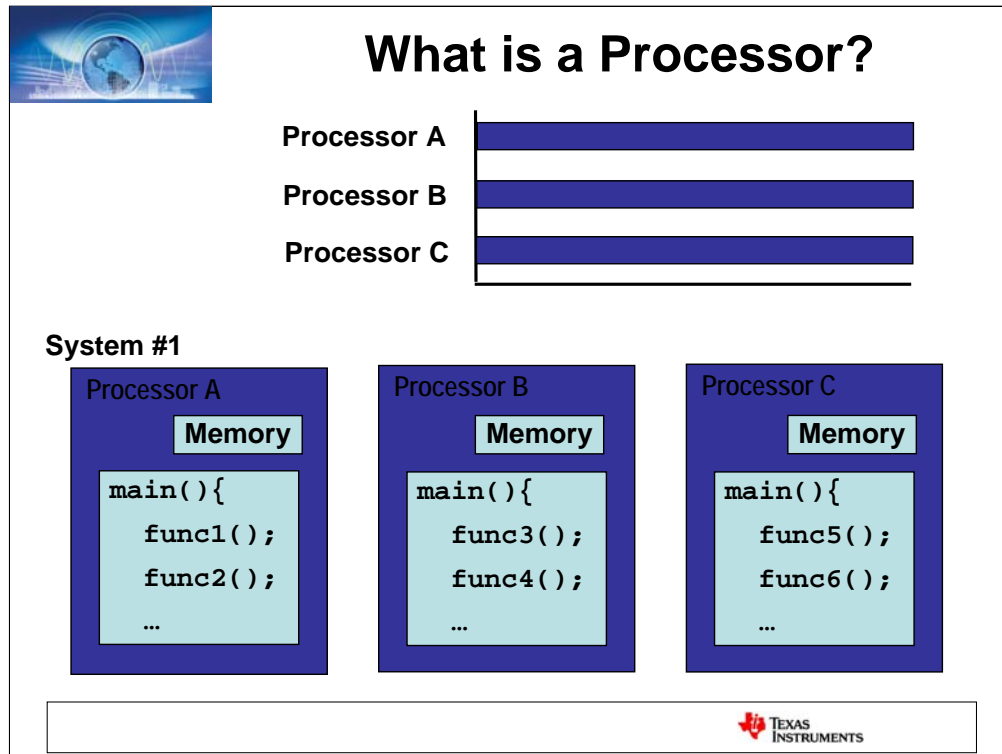 What is a Processor?
Processor A
Processor B
Processor C
System #1
Processor A
Memory
main(){
func1();
func2();
…
Processor B
Memory
main(){
func3();
func4();
…
Processor C
Memory
main(){
func5();
func6();
…
TEXAS
INSTRUMENTS